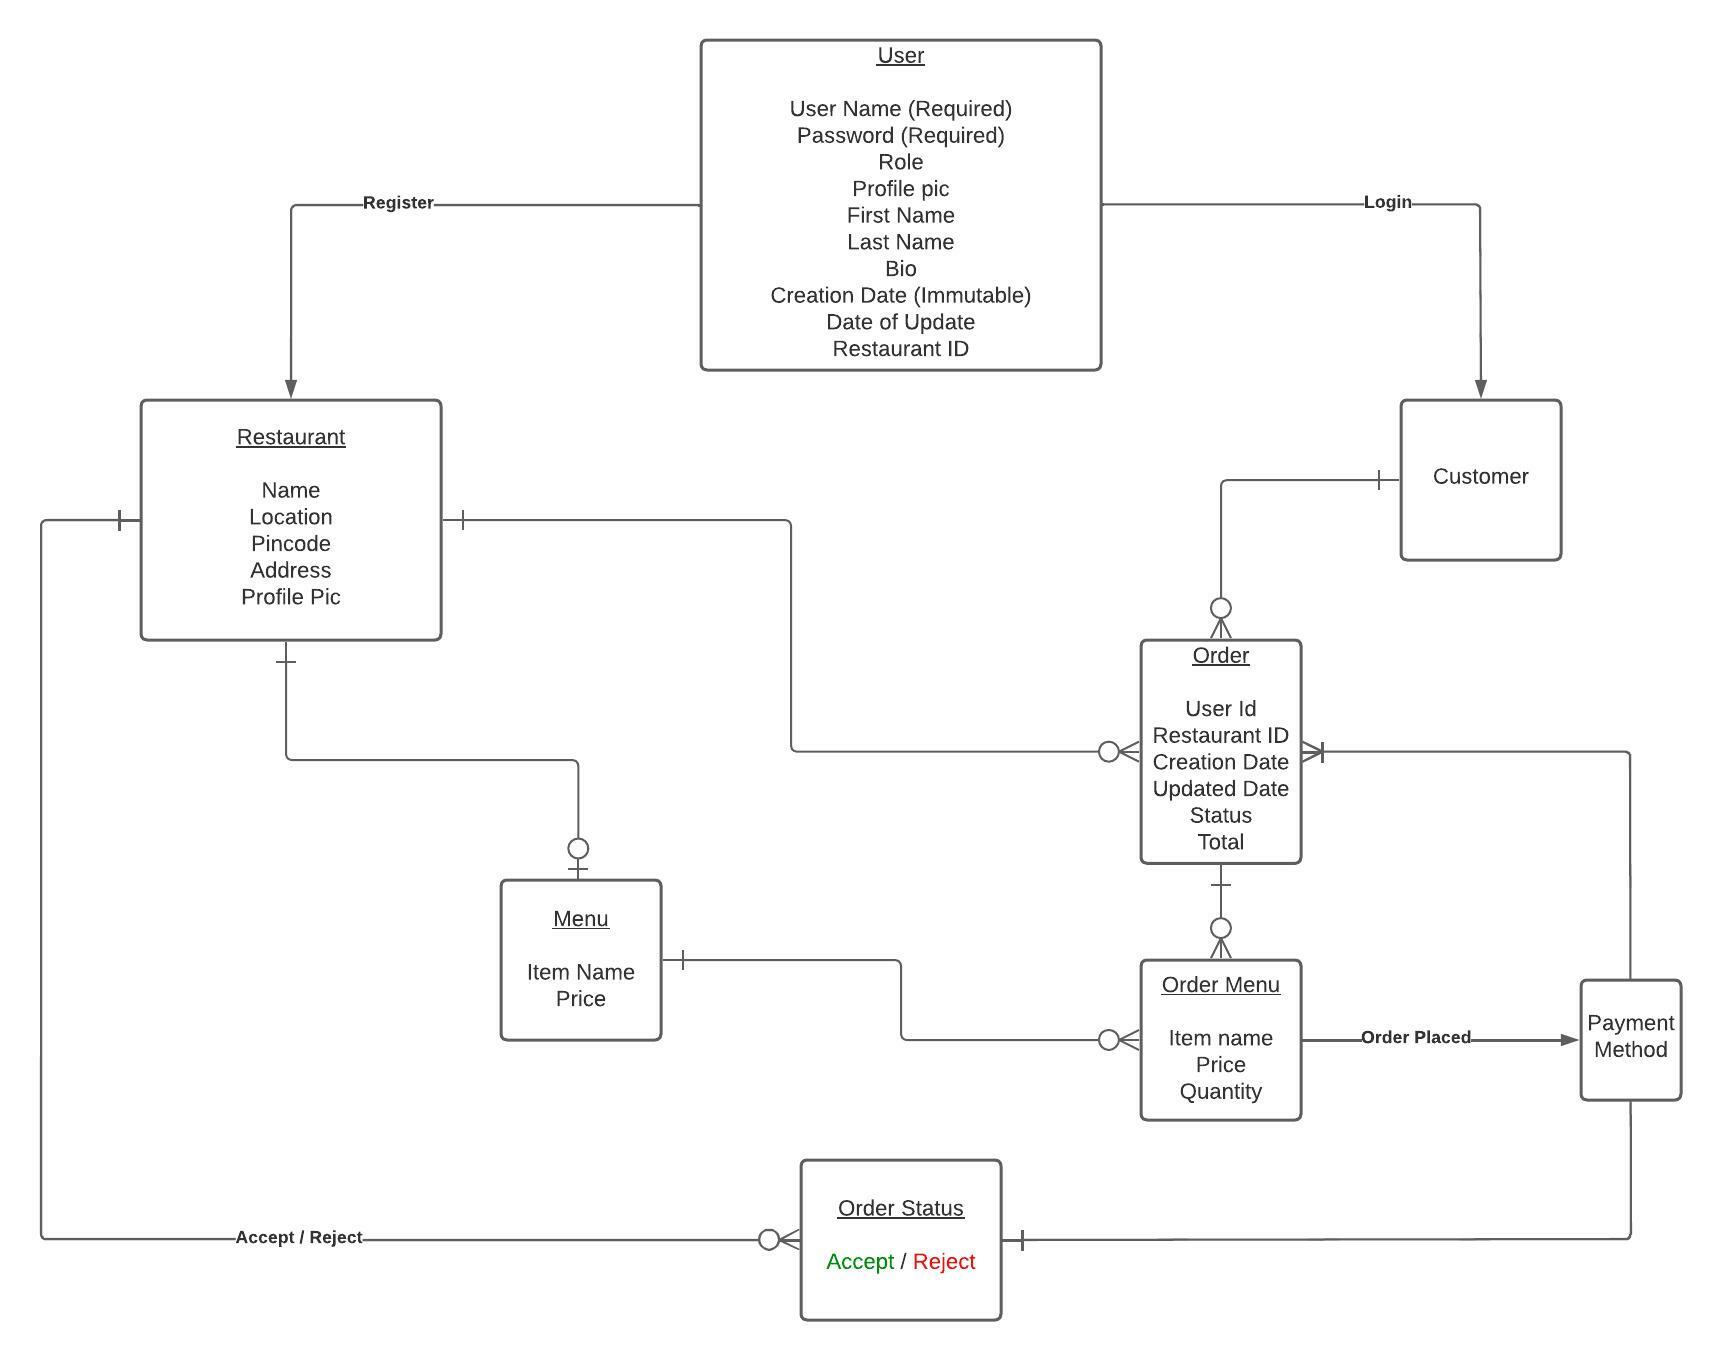 User
User Name (Required)
Password (Required)
Role
Profile pic
First Name
Last Name
Bio
Creation Date (Immutable)
Date of Update
Restaurant ID
Register
Login
Restaurant
Name
Location
Pincode
Address
Profile Pic
Customer
Order
User Id
Restaurant ID
Creation Date
Updated Date
Status
Total
Menu
Item Name
Price
Order Menu
Item name
Price
Quantity
Order Placed
Payment
Method
Order Status
Accept / Reject
Accept / Reject